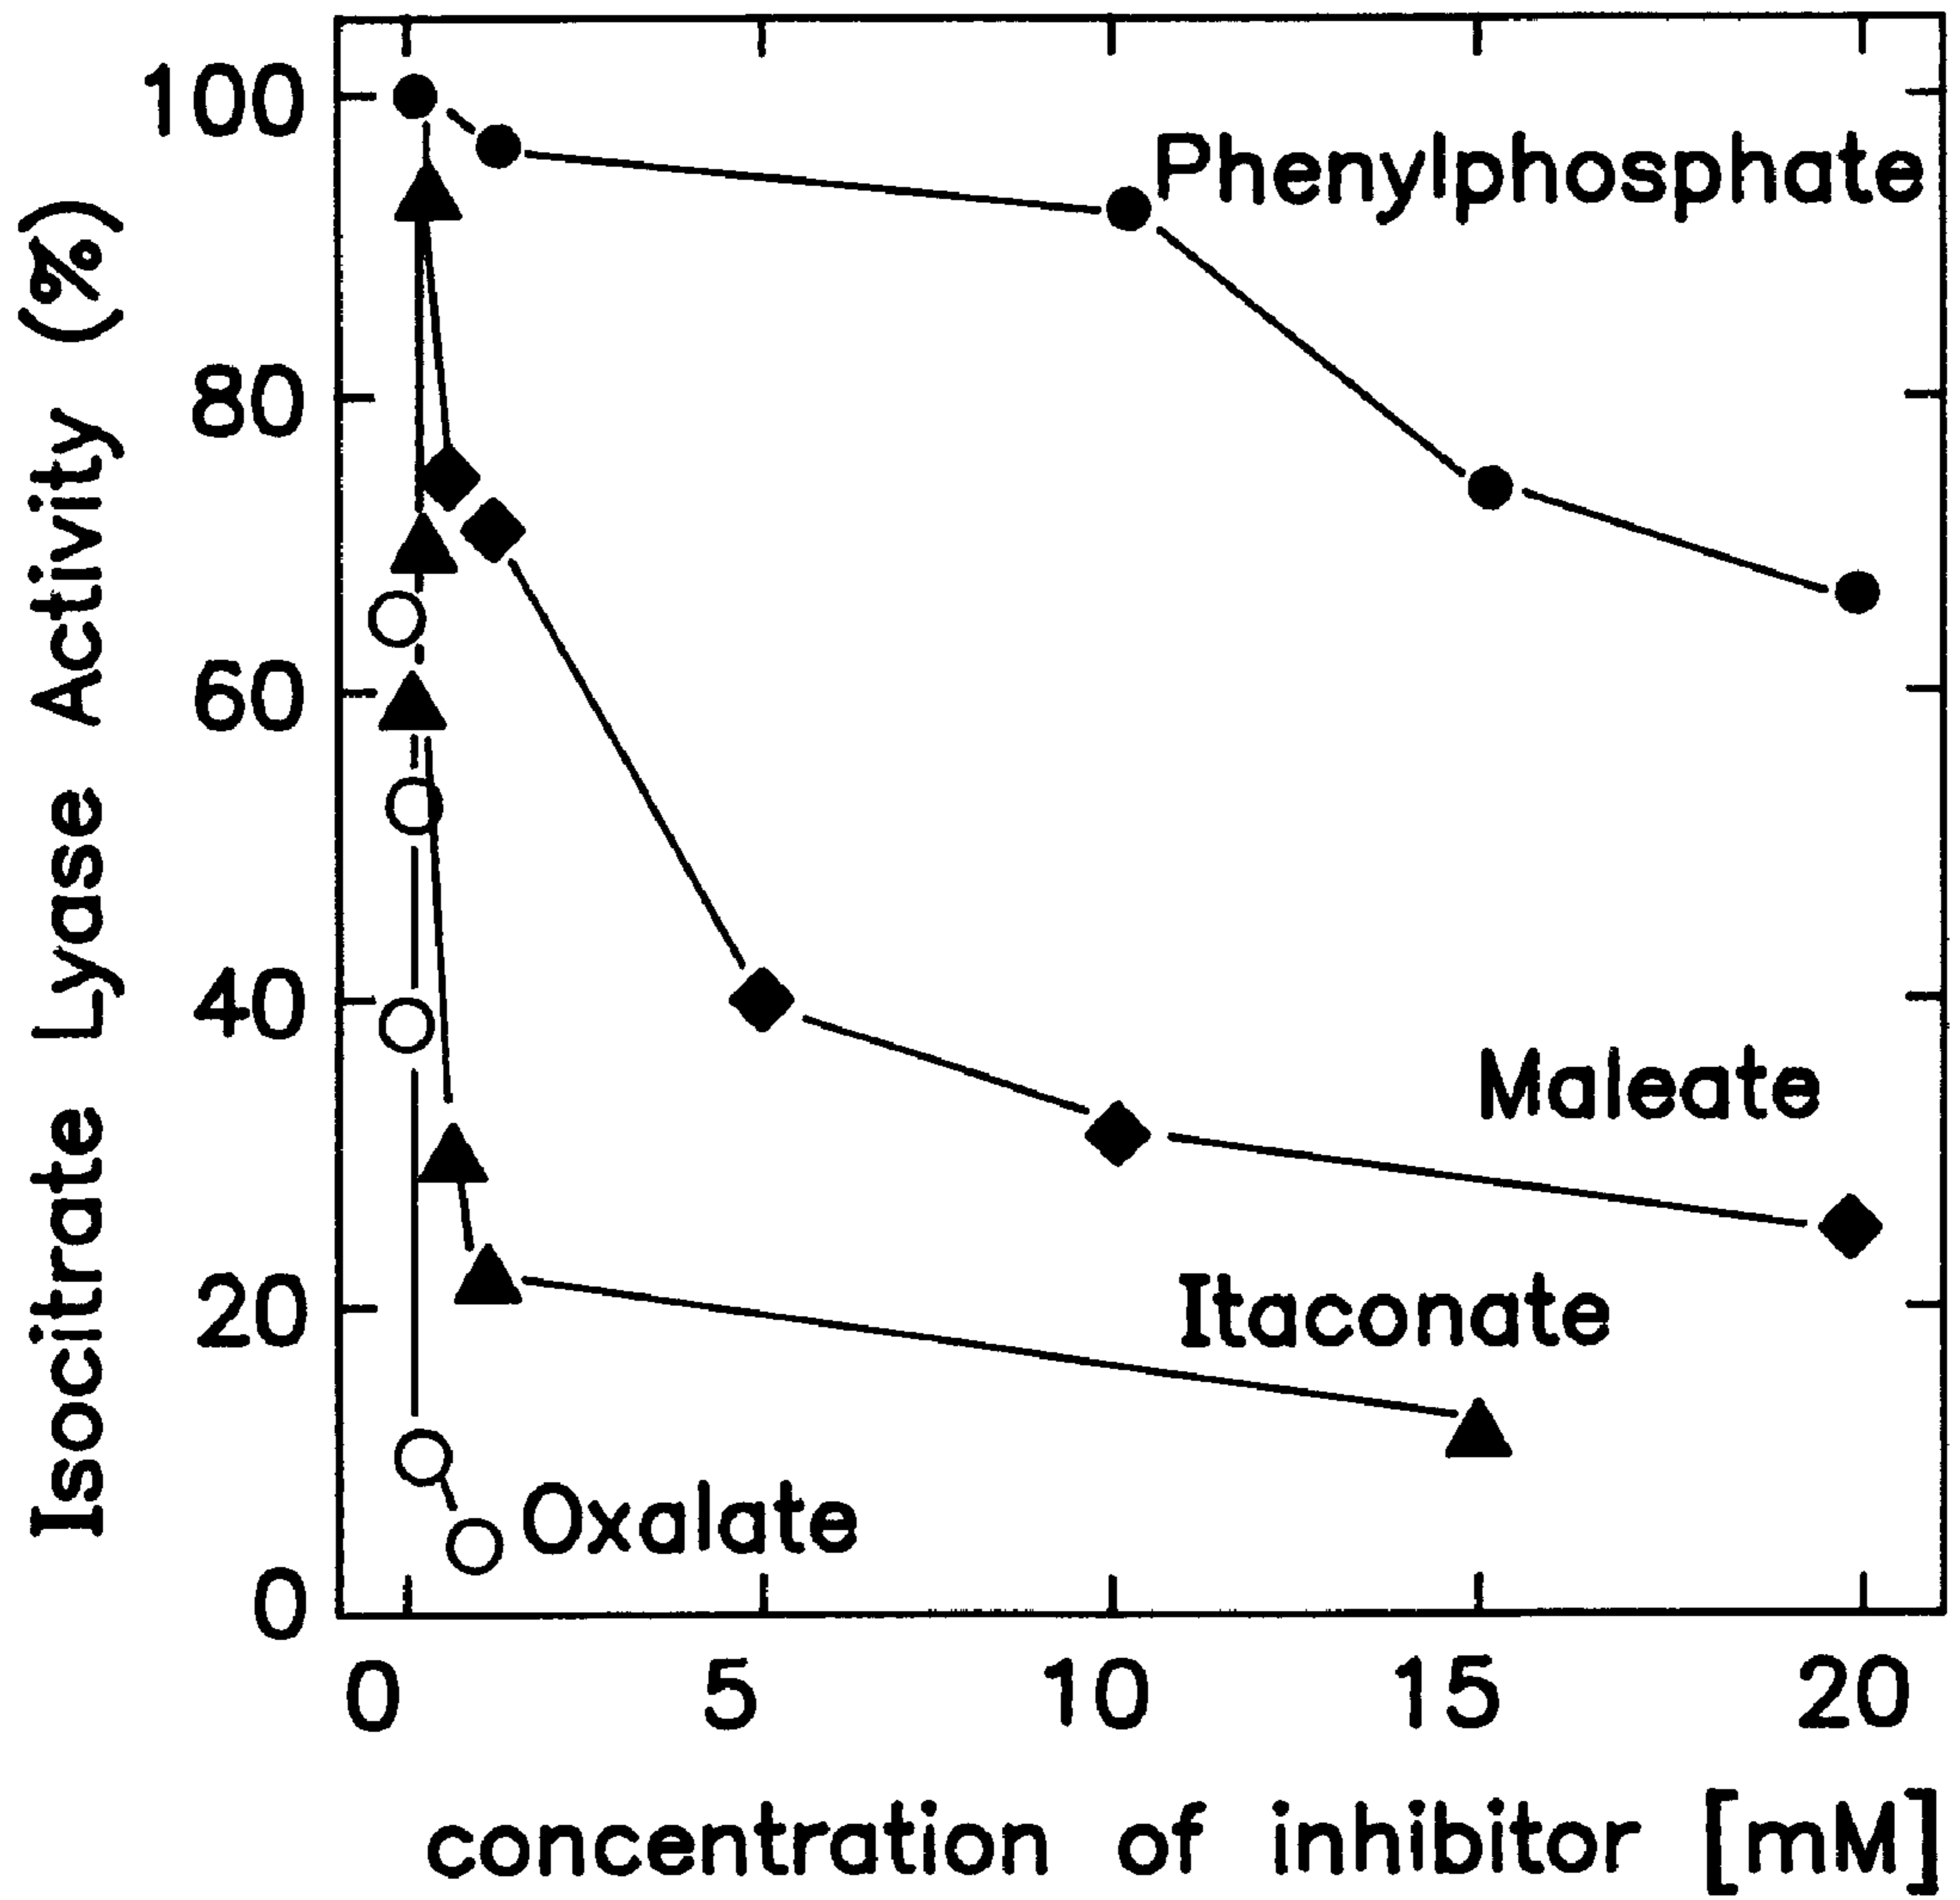 Isocitrate Lyase Activity (%)
100
80
60
40
20
0
Phenylphosphate
Maleate
Itaconate
Oxalate
0 5 10 15 20
concentration of inhibitor [mM]